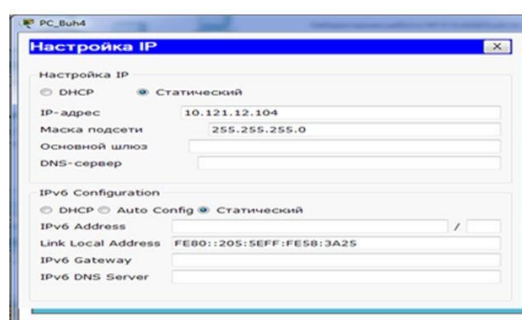 PC_Buh4
Настройка IP
Настройка IP
DHCP Статический
IP-адрес 10.121.12.104
Маска подсети 255.255.255.0
Основной шлюз
DNS-сервер
IPv6 Configuration
DHCP Auto Config Статический
IPv6 Address /
Link Local Address FE80::205:5EFF:FE58:3A25
IPv6 Gateway
IPv6 DNS Server